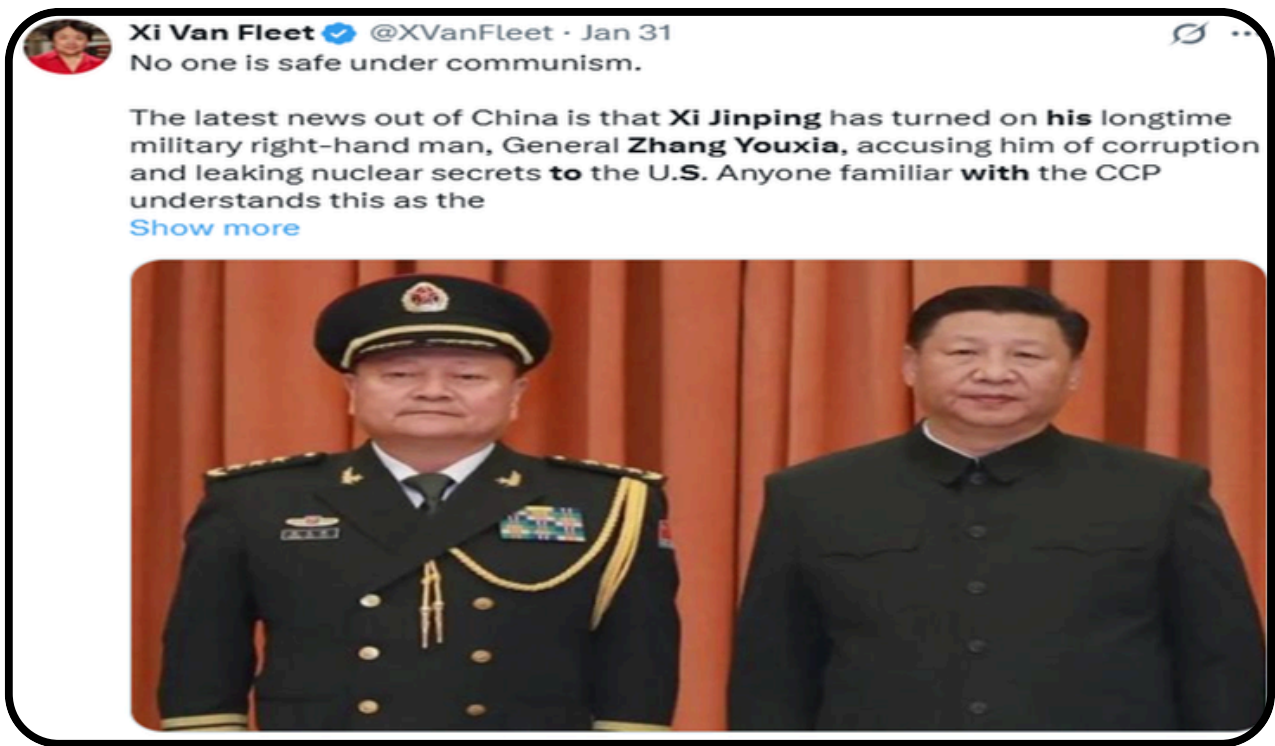 Xi Van Fleet @XVanFleet · Jan 31
No one is safe under communism.
The latest news out of China is that Xi Jinping has turned on his longtime
military right-hand man, General Zhang Youxia, accusing him of corruption
and leaking nuclear secrets to the U.S. Anyone familiar with the CCP
understands this as the
Show more